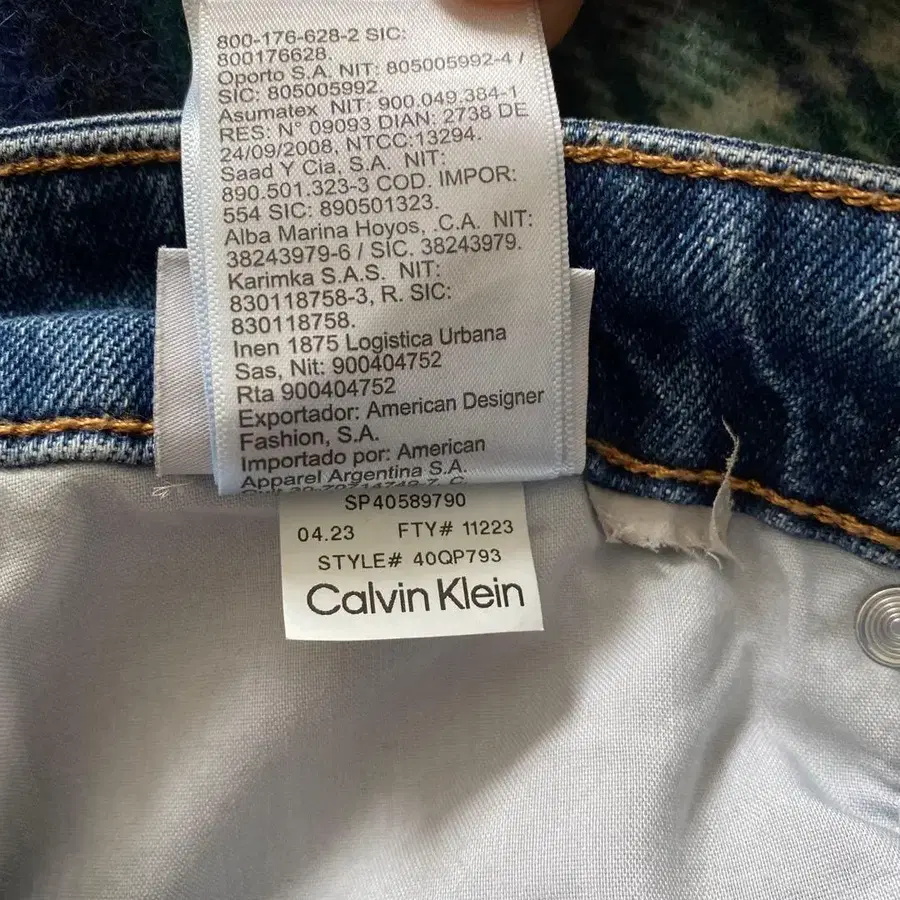 800-176-628-2 SIC:
800176628
Oporto S.A. NIT: 805005992-4 /
SIC: 805005992.
Asumatex NIT: 900.049.384-1
RES: N° 09093 DIAN: 2738 DE
24/09/2008, NTCC:13294.
Saad Y Cia, S.A. NIT:
890.501.323-3 COD. IMPOR:
554 SIC: 890501323.
Alba Marina Hoyos, .C.A. NIT:
38243979-6 / SIC. 38243979.
Karimka S.A.S. NIT:
830118758-3, R. SIC:
830118758.
Inen 1875 Logistica Urbana
Sas, Nit: 900404752
Rta 900404752
Exportador: American Designer
Fashion, S.A.
Importado por: American
Apparel Argentina S.A.
SP40589790
04.23 FTY# 11223
STYLE# 40QP793
Calvin Klein